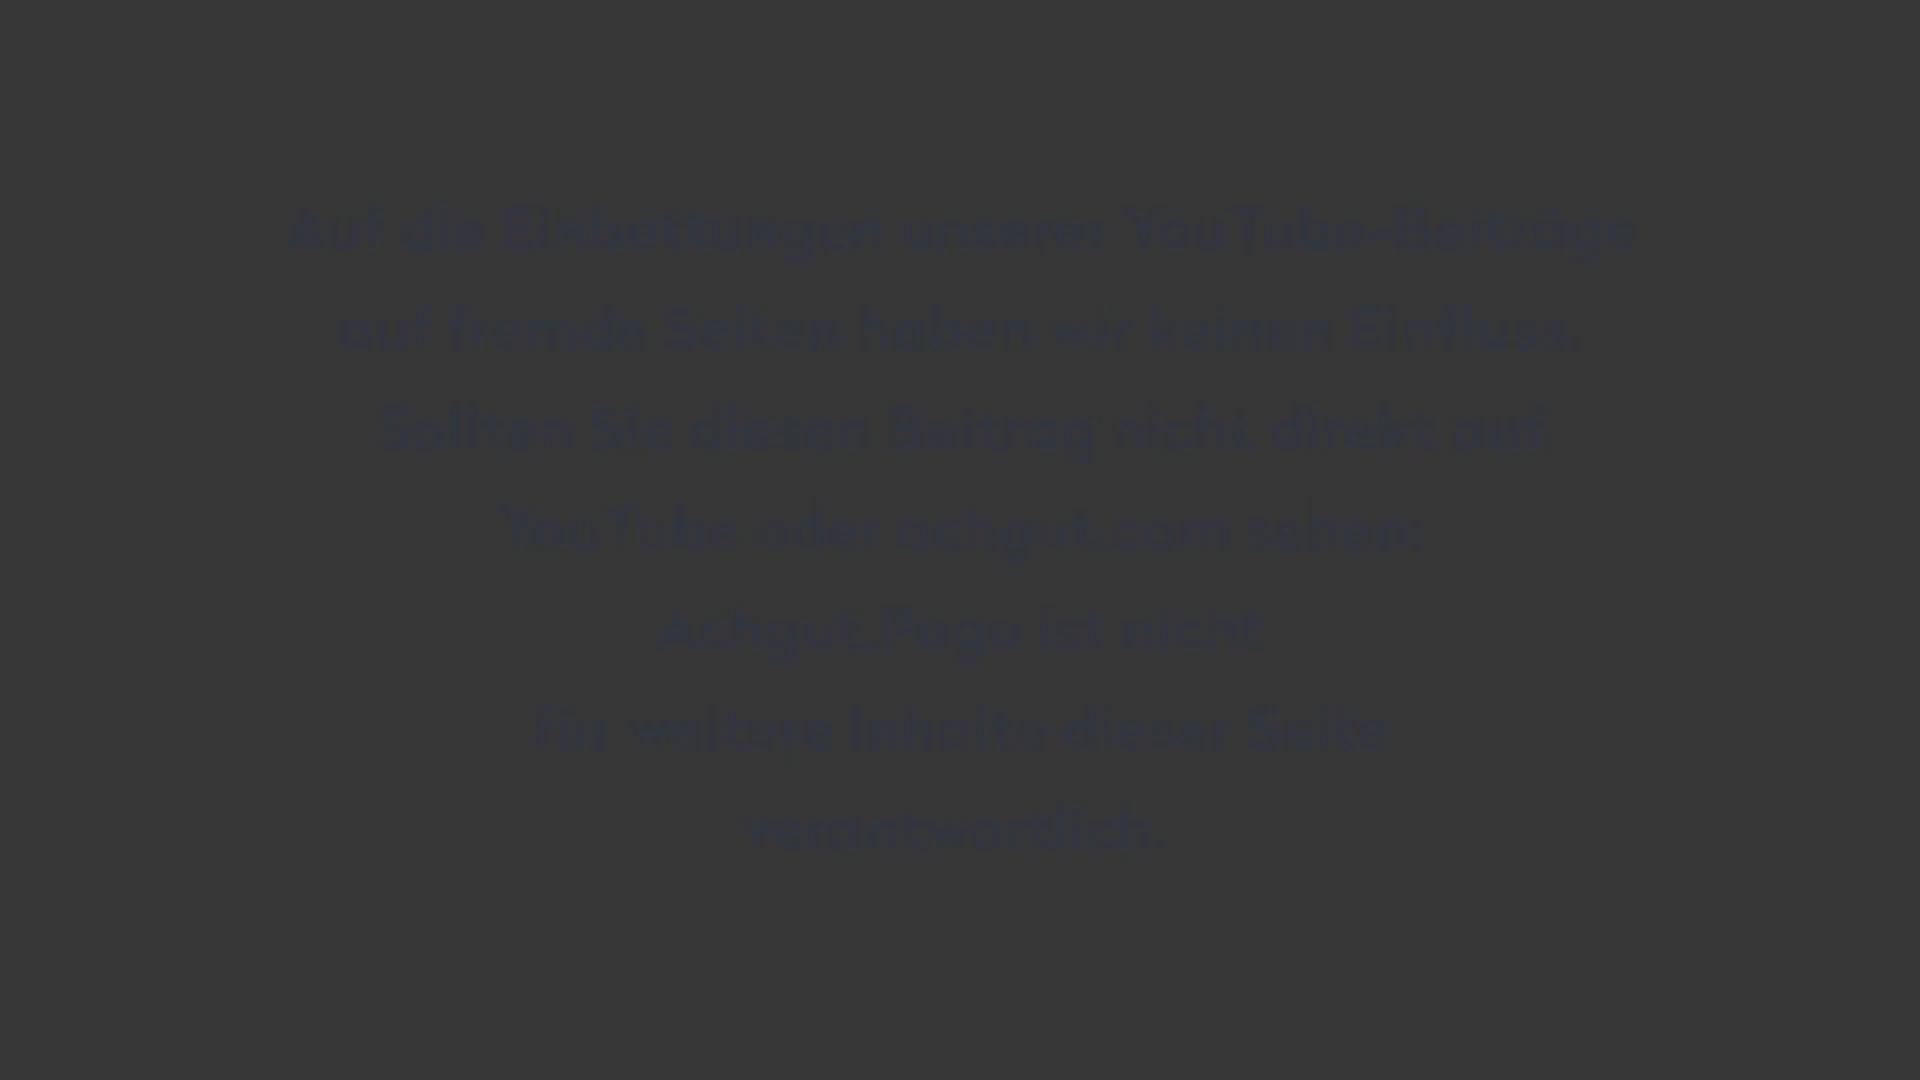 Auf die Einbettungen unserer YouTube-Beiträge
auf fremde Seiten haben wir keinen Einfluss.
Sollten Sie diesen Beitrag nicht direkt auf
YouTube oder achgut.com sehen:
Achgut.Pogo ist nicht
für weitere Inhalte dieser Seite
verantwortlich.